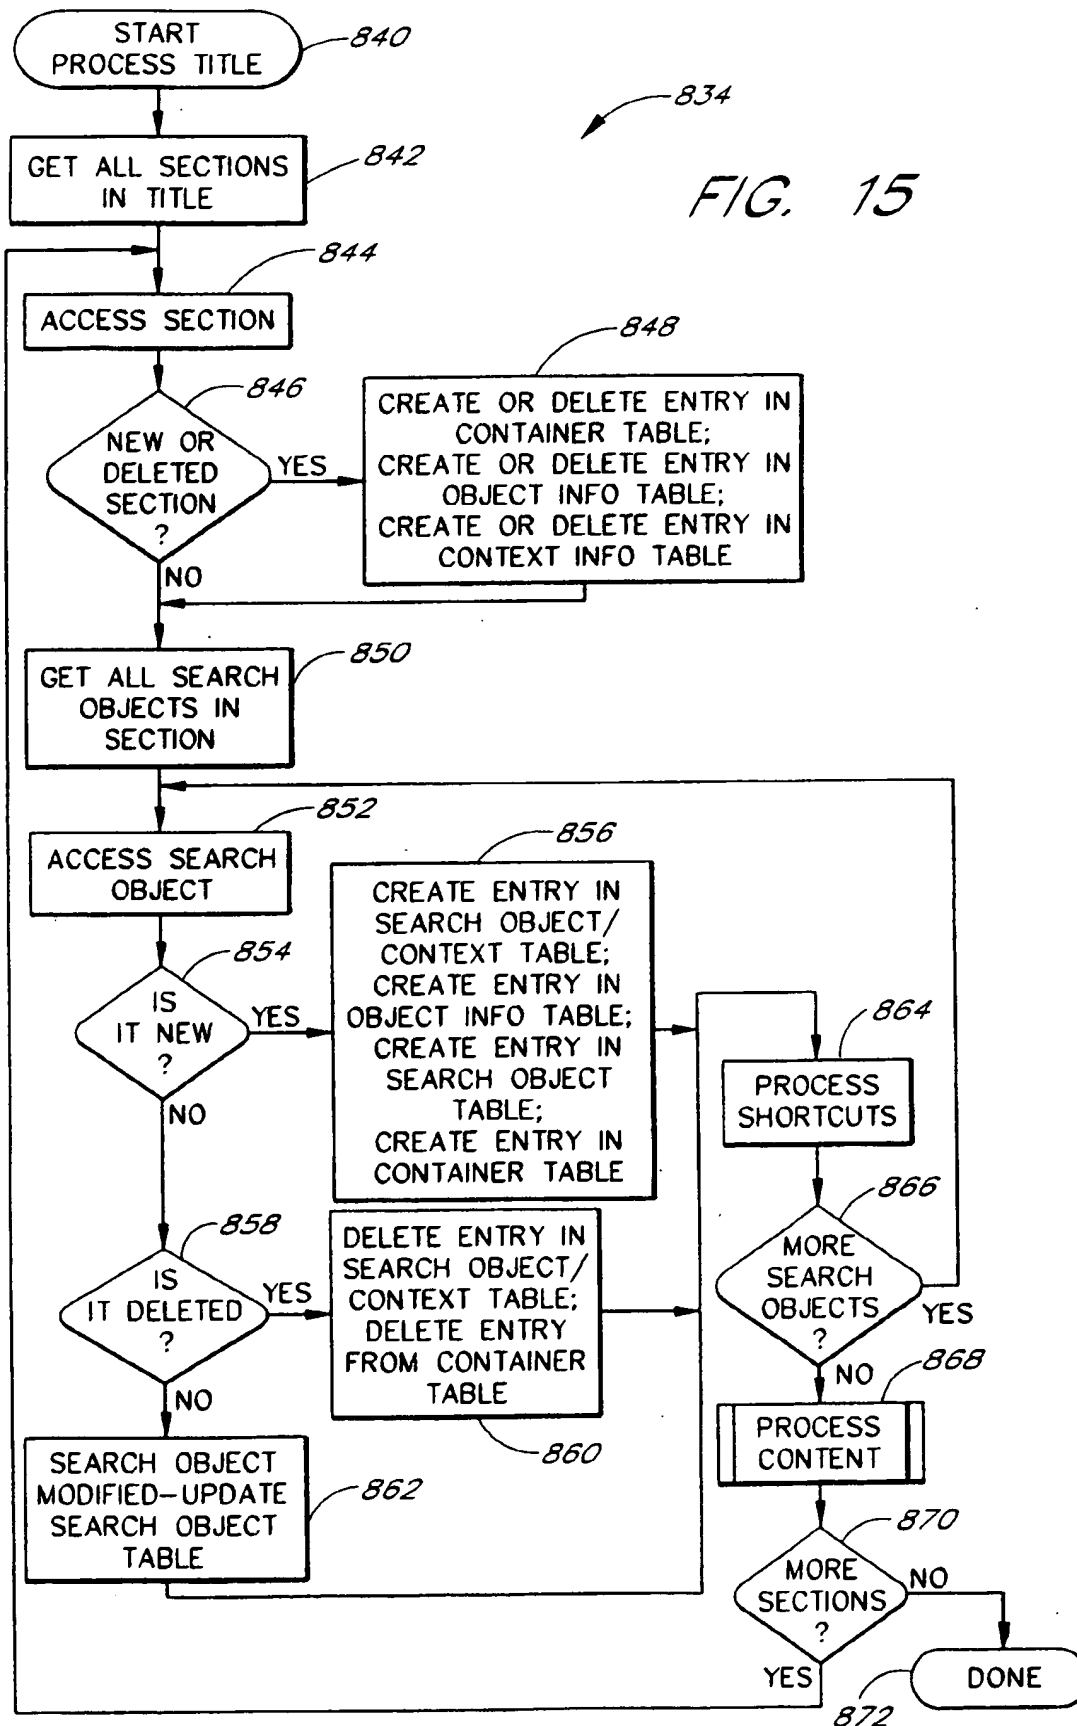 START
PROCESS TITLE
840
834
GET ALL SECTIONS
IN TITLE
842
FIG. 15
844
ACCESS SECTION
846
NEW OR
DELETED
SECTION
?
YES
NO
848
CREATE OR DELETE ENTRY IN
CONTAINER TABLE;
CREATE OR DELETE ENTRY IN
OBJECT INFO TABLE;
CREATE OR DELETE ENTRY IN
CONTEXT INFO TABLE
850
GET ALL SEARCH
OBJECTS IN
SECTION
852
ACCESS SEARCH
OBJECT
854
IS
IT NEW
?
YES
NO
856
CREATE ENTRY IN
SEARCH OBJECT/
CONTEXT TABLE;
CREATE ENTRY IN
OBJECT INFO TABLE;
CREATE ENTRY IN
SEARCH OBJECT
TABLE;
CREATE ENTRY IN
CONTAINER TABLE
858
IS
IT DELETED
?
YES
NO
DELETE ENTRY IN
SEARCH OBJECT/
CONTEXT TABLE;
DELETE ENTRY
FROM CONTAINER
TABLE
860
SEARCH OBJECT
MODIFIED-UPDATE
SEARCH OBJECT
TABLE
862
864
PROCESS
SHORTCUTS
866
MORE
SEARCH
OBJECTS
?
YES
NO
868
PROCESS
CONTENT
870
MORE
SECTIONS
?
NO
YES
DONE
872